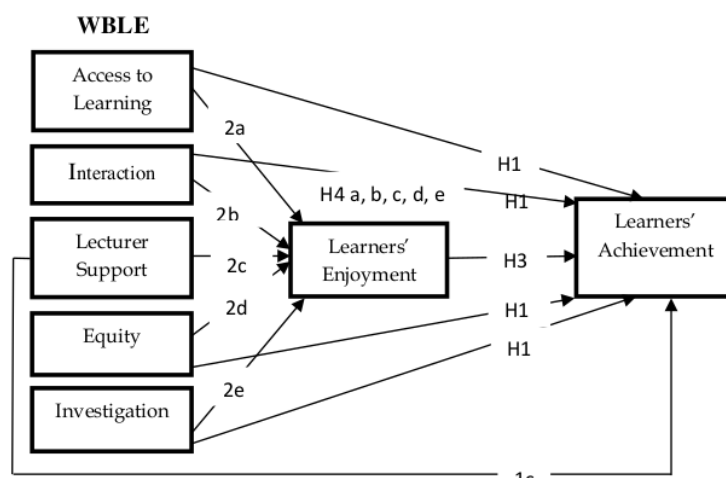 WBLE
Access to
Learning
2a
H1
Interaction
H4 a, b, c, d, e
H1
2b
Learners'
Achievement
Lecturer
Support
2c
Learners'
Enjoyment
H3
2d
Equity
H1
H1
2e
Investigation